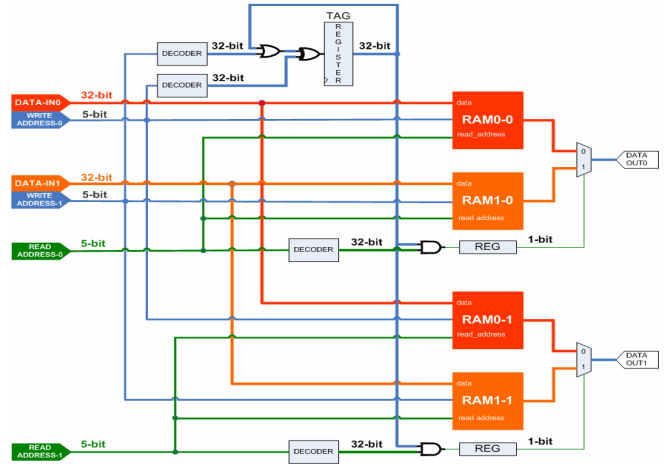 TAG
32-bit
REGISTER
32-bit
DECODER
32-bit
DECODER
DATA-IN0
32-bit
WRITE
ADDRESS-0
5-bit
data
RAM0-0
read_address
0
1
DATA
OUT0
DATA-IN1
32-bit
WRITE
ADDRESS-1
5-bit
data
RAM1-0
read address
READ
ADDRESS-0
5-bit
DECODER
32-bit
REG
1-bit
data
RAM0-1
read_address
0
1
DATA
OUT1
data
RAM1-1
read address
READ
ADDRESS-1
5-bit
DECODER
32-bit
REG
1-bit